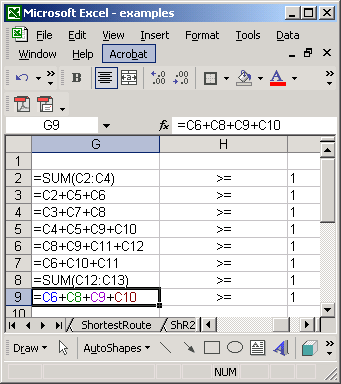 Microsoft Excel - examples
File Edit View Insert Format Tools Data
Window Help Acrobat
B
G9 fx =C6+C8+C9+C10
G H
1
2 =SUM(C2:C4) >= 1
3 =C2+C5+C6 >= 1
4 =C3+C7+C8 >= 1
5 =C4+C5+C9+C10 >= 1
6 =C8+C9+C11+C12 >= 1
7 =C6+C10+C11 >= 1
8 =SUM(C12:C13) >= 1
9 =C6+C8+C9+C10 >= 1
10
ShortestRoute ShR2
Draw AutoShapes
NUM